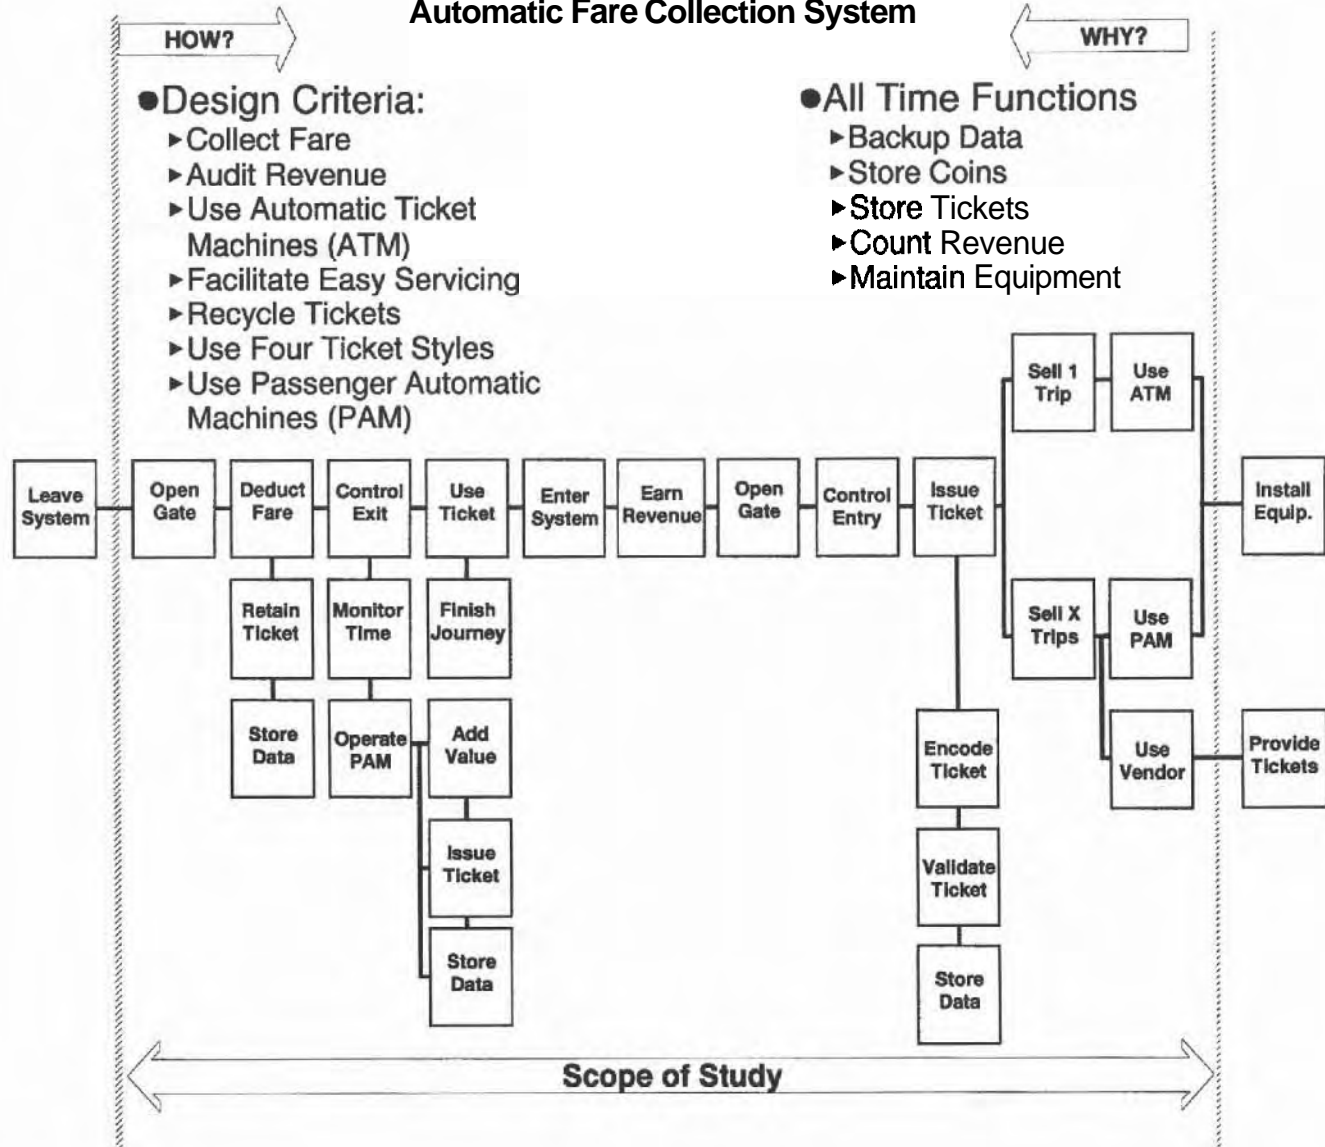 Automatic Fare Collection System
HOW?
WHY?
●Design Criteria:
►Collect Fare
►Audit Revenue
►Use Automatic Ticket
Machines (ATM)
►Facilitate Easy Servicing
►Recycle Tickets
►Use Four Ticket Styles
►Use Passenger Automatic
Machines (PAM)
●All Time Functions
►Backup Data
►Store Coins
►Store Tickets
►Count Revenue
►Maintain Equipment
Sell 1
Trip
Use
ATM
Leave
System
Open
Gate
Deduct
Fare
Control
Exit
Use
Ticket
Enter
System
Earn
Revenue
Open
Gate
Control
Entry
Issue
Ticket
Install
Equip.
Retain
Ticket
Monitor
Time
Finish
Journey
Sell X
Trips
Use
PAM
Store
Data
Operate
PAM
Add
Value
Encode
Ticket
Use
Vendor
Provide
Tickets
Issue
Ticket
Validate
Ticket
Store
Data
Store
Data
Scope of Study